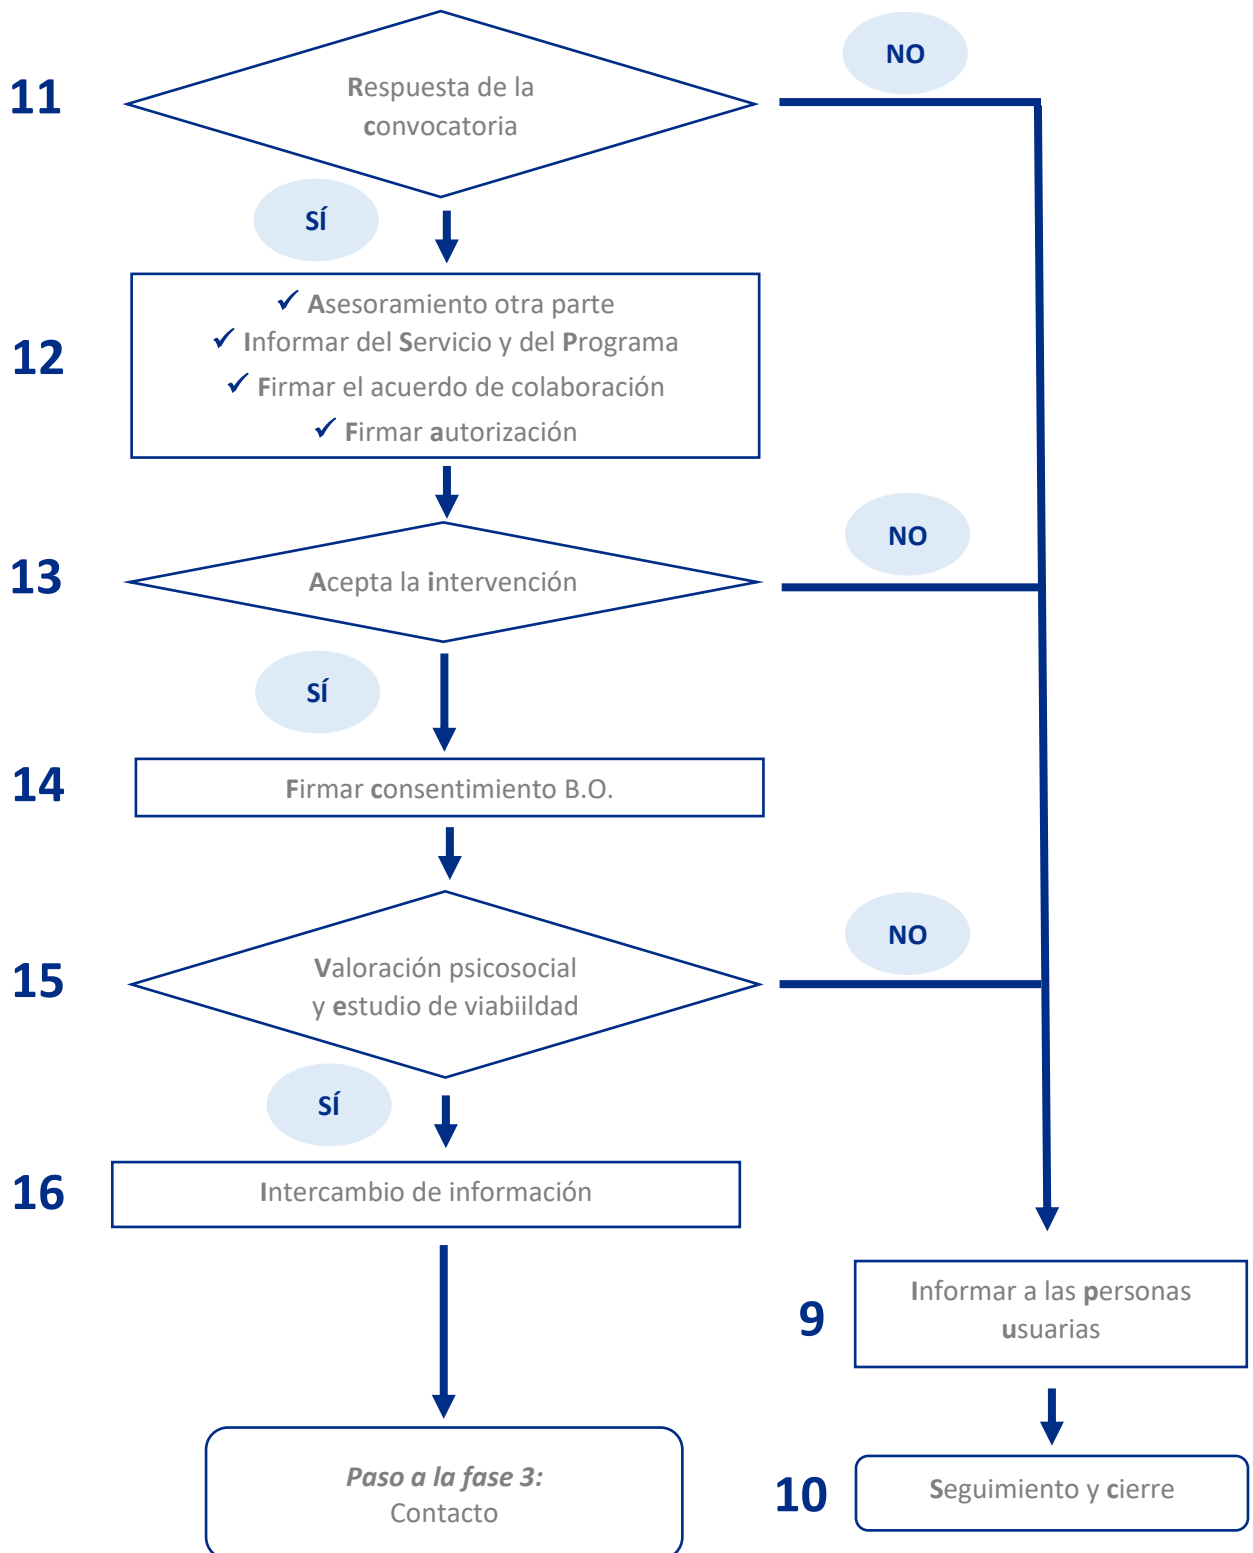 11
Respuesta de la
convocatoria
NO
SÍ
12
✓ Asesoramiento otra parte
✓ Informar del Servicio y del Programa
✓ Firmar el acuerdo de colaboración
✓ Firmar autorización
13
Acepta la intervención
NO
SÍ
14
Firmar consentimiento B.O.
15
Valoración psicosocial
y estudio de viabiildad
NO
SÍ
16
Intercambio de información
9
Informar a las personas
usuarias
Paso a la fase 3:
Contacto
10
Seguimiento y cierre